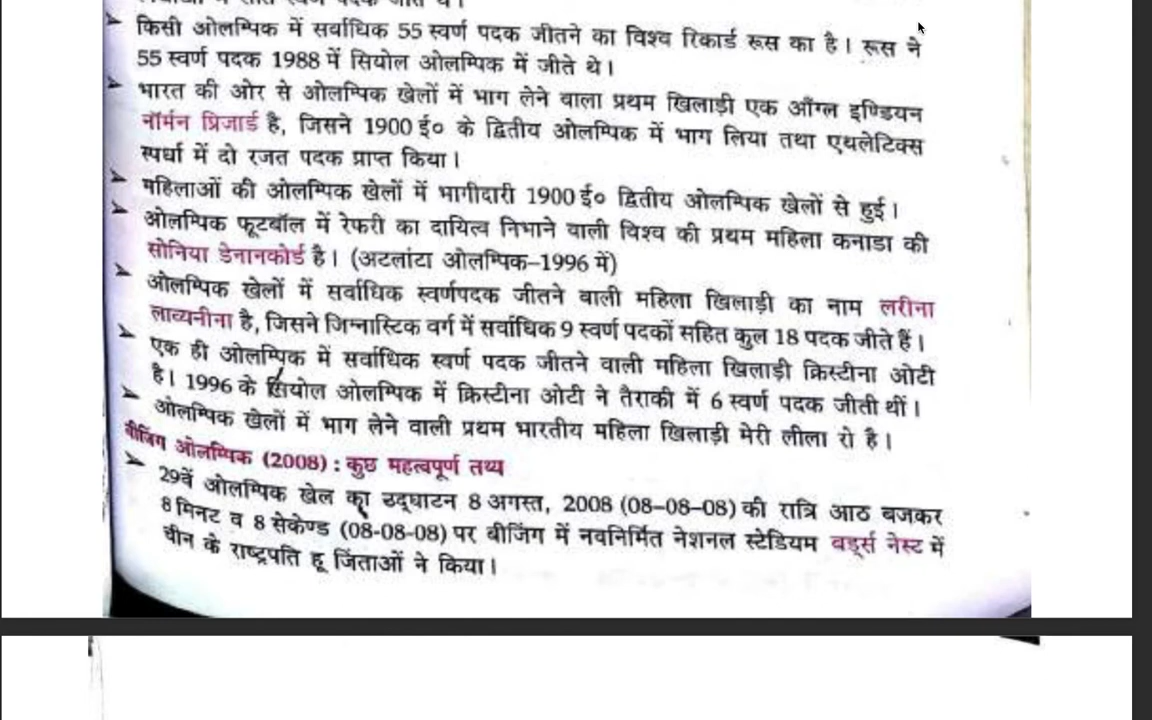 ➢ किसी ओलम्पिक में सर्वाधिक 55 स्वर्ण पदक जीतने का विश्व रिकार्ड रूस का है। रूस ने
55 स्वर्ण पदक 1988 में सियोल ओलम्पिक में जीते थे।
➢ भारत की ओर से ओलम्पिक खेलों में भाग लेने वाला प्रथम खिलाड़ी एक आँग्ल इण्डियन
नॉर्मन प्रिजार्ड है, जिसने 1900 ई० के द्वितीय ओलम्पिक में भाग लिया तथा एथलेटिक्स
स्पर्धा में दो रजत पदक प्राप्त किया।
➢ महिलाओं की ओलम्पिक खेलों में भागीदारी 1900 ई० द्वितीय ओलम्पिक खेलों से हुई।
➢ ओलम्पिक फूटबॉल में रेफरी का दायित्व निभाने वाली विश्व की प्रथम महिला कनाडा की
सोनिया डेनानकोर्ड है। (अटलांटा ओलम्पिक–1996 में)
➢ ओलम्पिक खेलों में सर्वाधिक स्वर्णपदक जीतने वाली महिला खिलाड़ी का नाम लरीना
लाव्यनीना है, जिसने जिम्नास्टिक वर्ग में सर्वाधिक 9 स्वर्ण पदकों सहित कुल 18 पदक जीते हैं।
➢ एक ही ओलम्पिक में सर्वाधिक स्वर्ण पदक जीतने वाली महिला खिलाड़ी क्रिस्टीना ओटी
है। 1996 के सियोल ओलम्पिक में क्रिस्टीना ओटी ने तैराकी में 6 स्वर्ण पदक जीती थीं।
➢ ओलम्पिक खेलों में भाग लेने वाली प्रथम भारतीय महिला खिलाड़ी मेरी लीला रो है।
बीजिंग ओलम्पिक (2008) : कुछ महत्वपूर्ण तथ्य
➢ 29वें ओलम्पिक खेल का उद्घाटन 8 अगस्त, 2008 (08–08–08) की रात्रि आठ बजकर
8 मिनट व 8 सेकेण्ड (08-08-08) पर बीजिंग में नवनिर्मित नेशनल स्टेडियम बर्ड्स नेस्ट में
चीन के राष्ट्रपति हू जिंताओं ने किया।